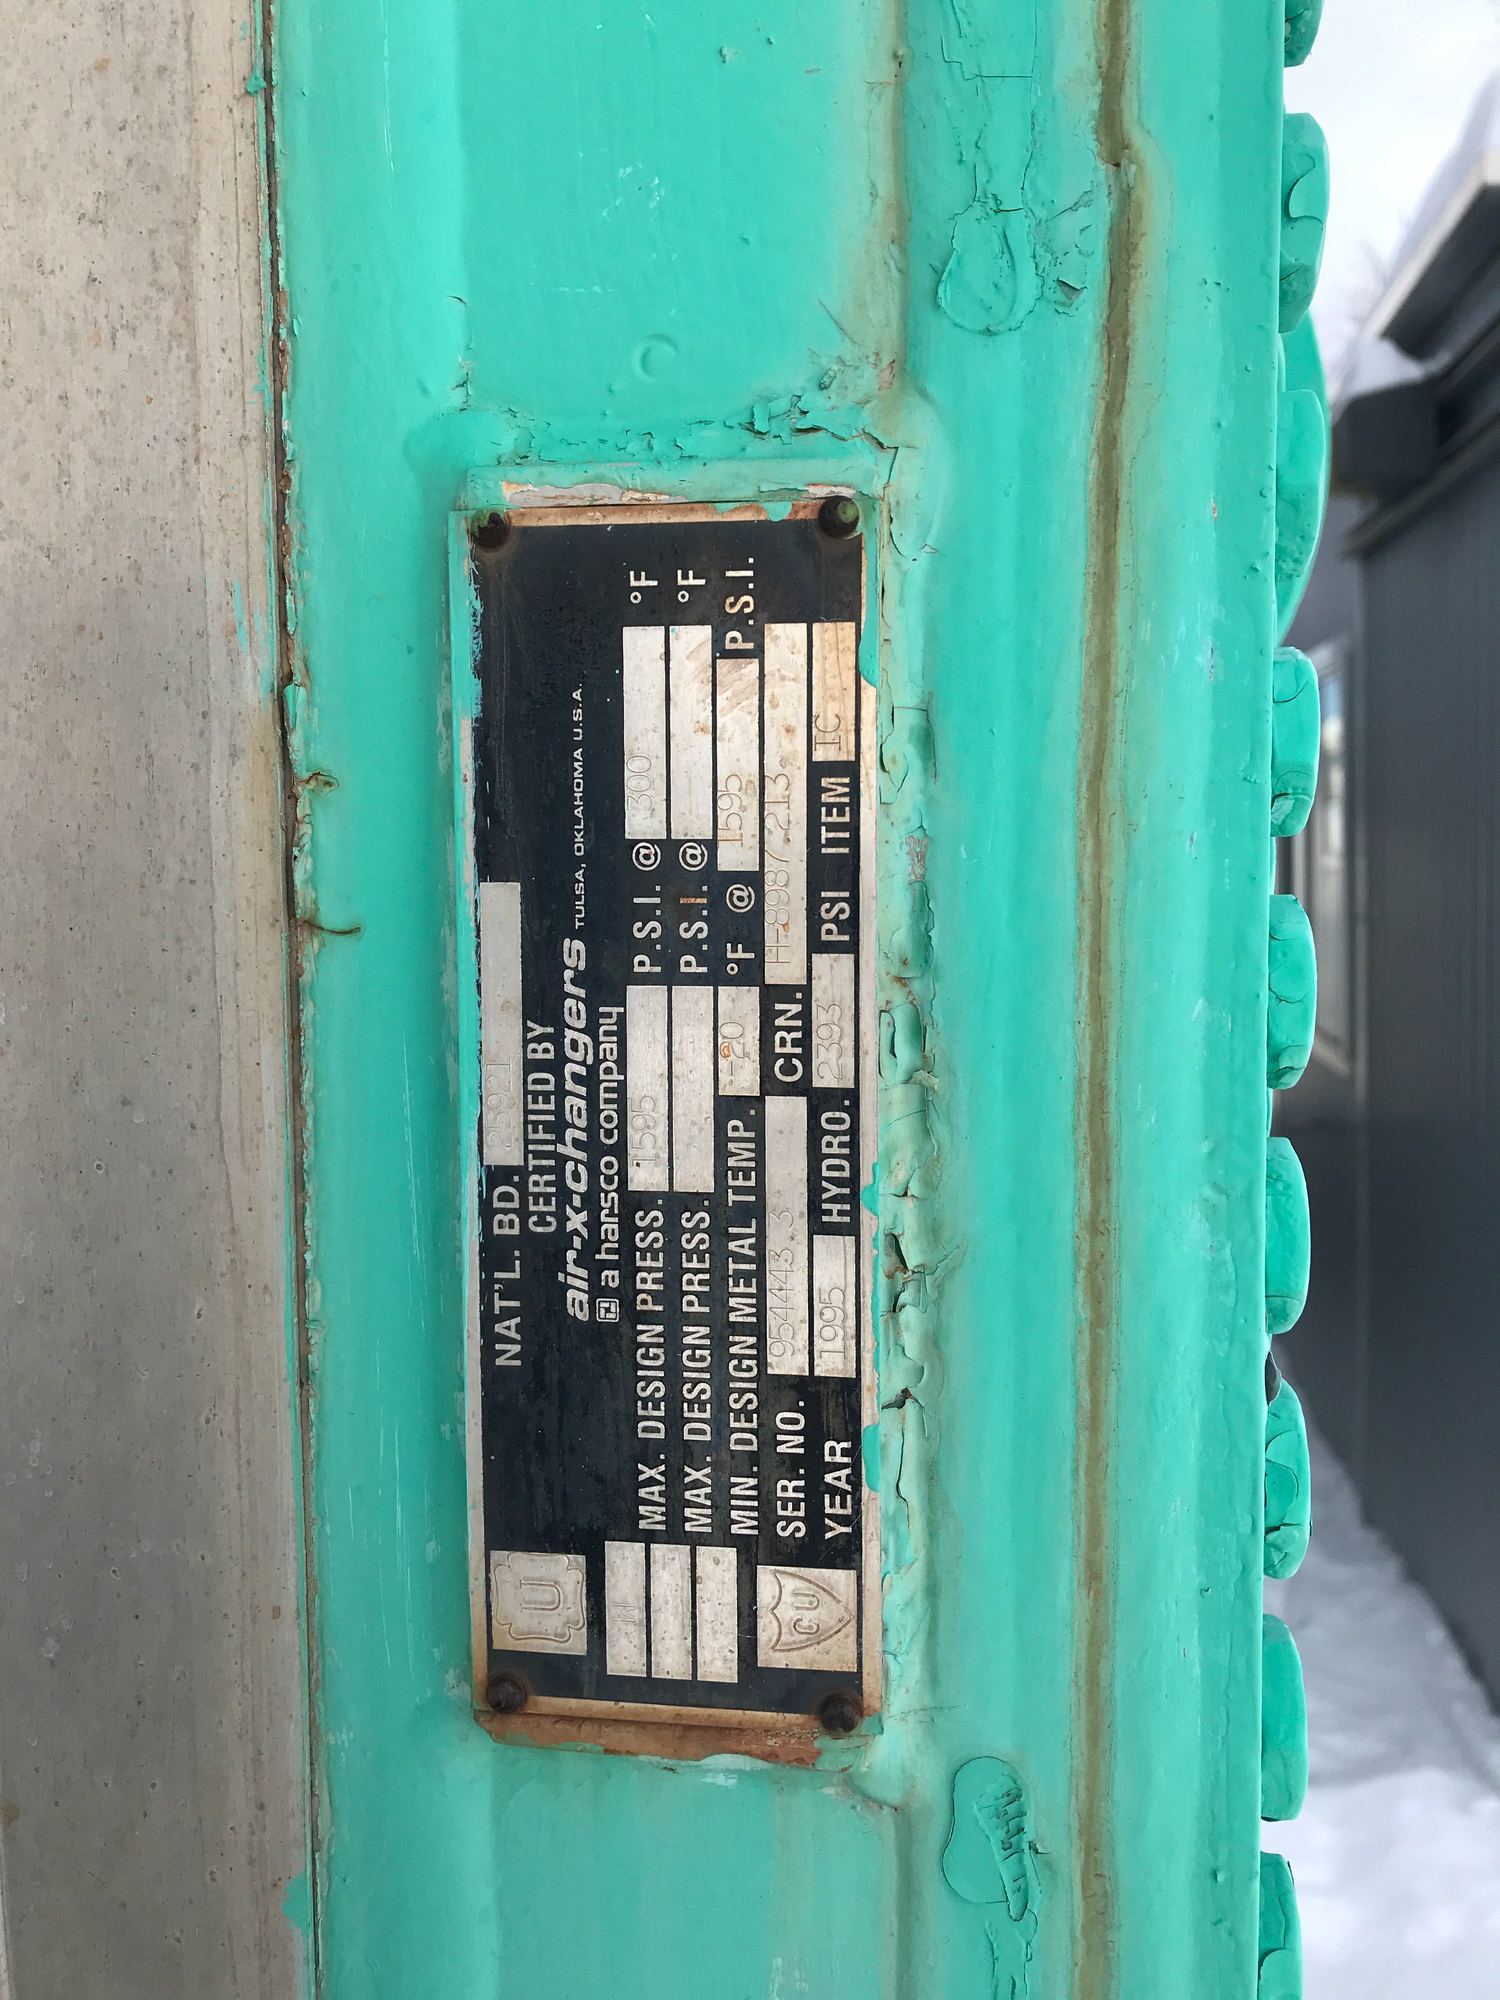 U
NAT'L. BD. 25921
CERTIFIED BY
air-x-changers TULSA, OKLAHOMA U.S.A.
a harsco company
W
MAX. DESIGN PRESS. 1595 P.S.I. @ 300 °F
MAX. DESIGN PRESS. P.S.I. @ °F
MIN. DESIGN METAL TEMP. -20 °F @ 1595 P.S.I.
CU
SER. NO. 954443.3 CRN. H-8987.213
YEAR 1995 HYDRO. 2393 PSI ITEM IC